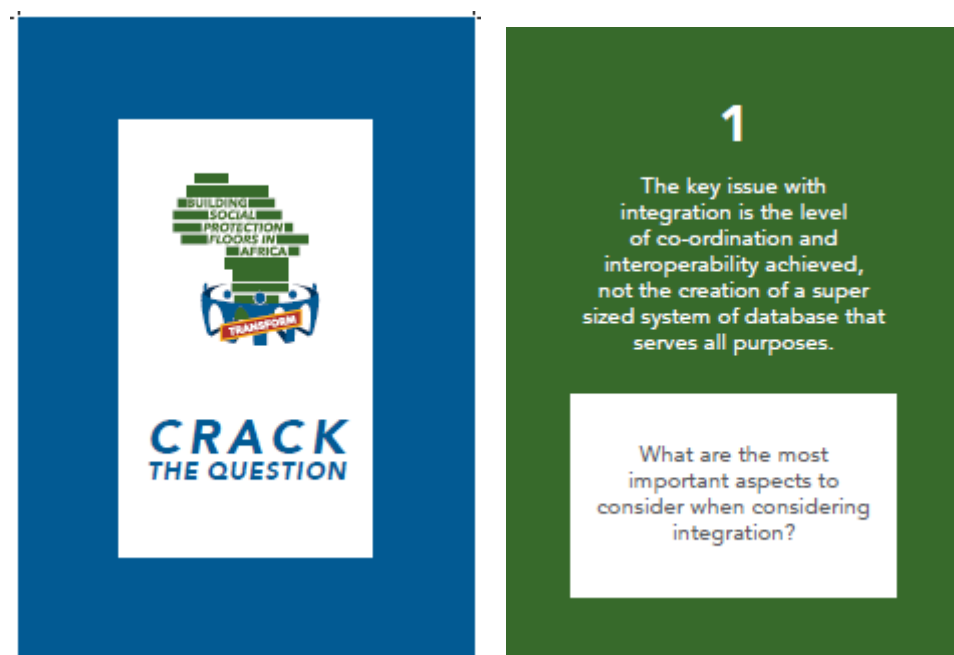 BUILDING
SOCIAL
PROTECTION
FLOORS IN
AFRICA
TRANSFORM
CRACK
THE QUESTION
1
The key issue with
integration is the level
of co-ordination and
interoperability achieved,
not the creation of a super
sized system of database that
serves all purposes.
What are the most
important aspects to
consider when considering
integration?